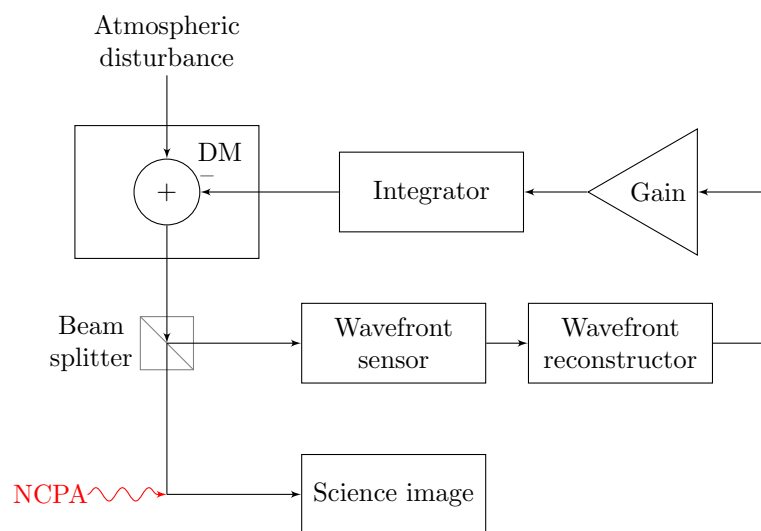 Atmospheric
disturbance
DM
−
+
Integrator
Gain
Beam
splitter
Wavefront
sensor
Wavefront
reconstructor
NCPA
Science image